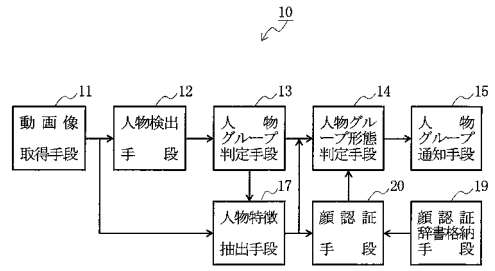 10
11
動画像
取得手段
12
人物検出
手段
13
人物
グループ
判定手段
14
人物グル
ープ形態
判定手段
15
人物
グループ
通知手段
17
人物特徴
抽出手段
20
顔認証
手段
19
顔認証
辞書格納
手段